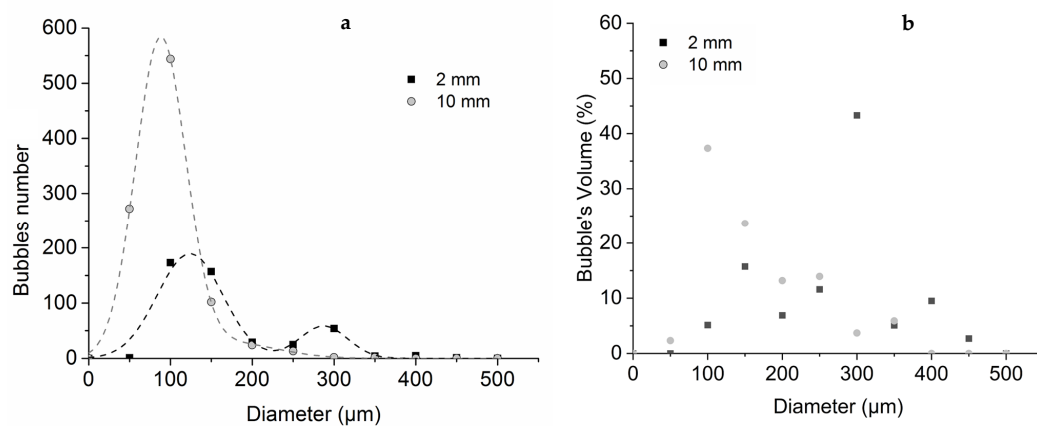 a
600
500
400
300
200
100
0
Bubbles number
2 mm
10 mm
0 100 200 300 400 500
Diameter (μm)
b
60
50
40
30
20
10
0
Bubble's Volume (%)
2 mm
10 mm
0 100 200 300 400 500
Diameter (μm)